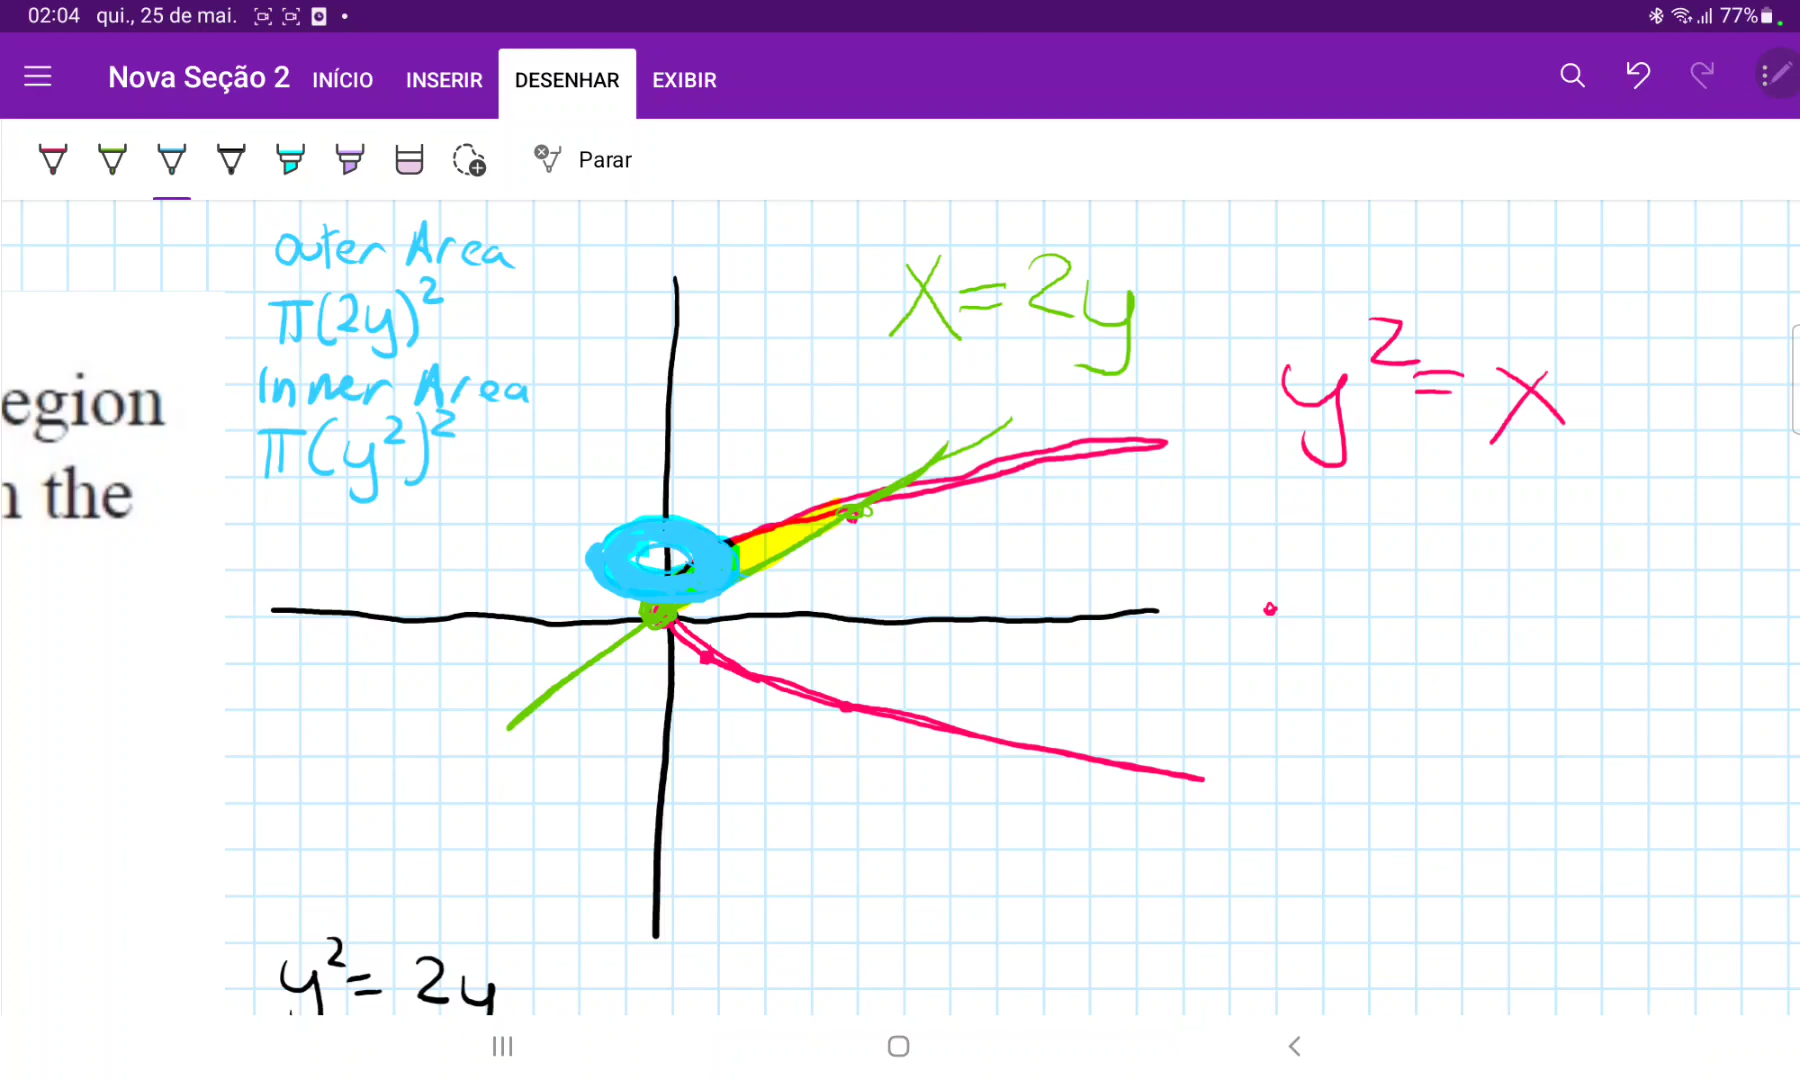 02:04 qui., 25 de mai. 77%
Nova Seção 2 INÍCIO INSERIR DESENHAR EXIBIR
Parar
outer Area
π(2y)²
Inner Area
π(y²)²
x=2y
y²=x
egion
the
y²=2y